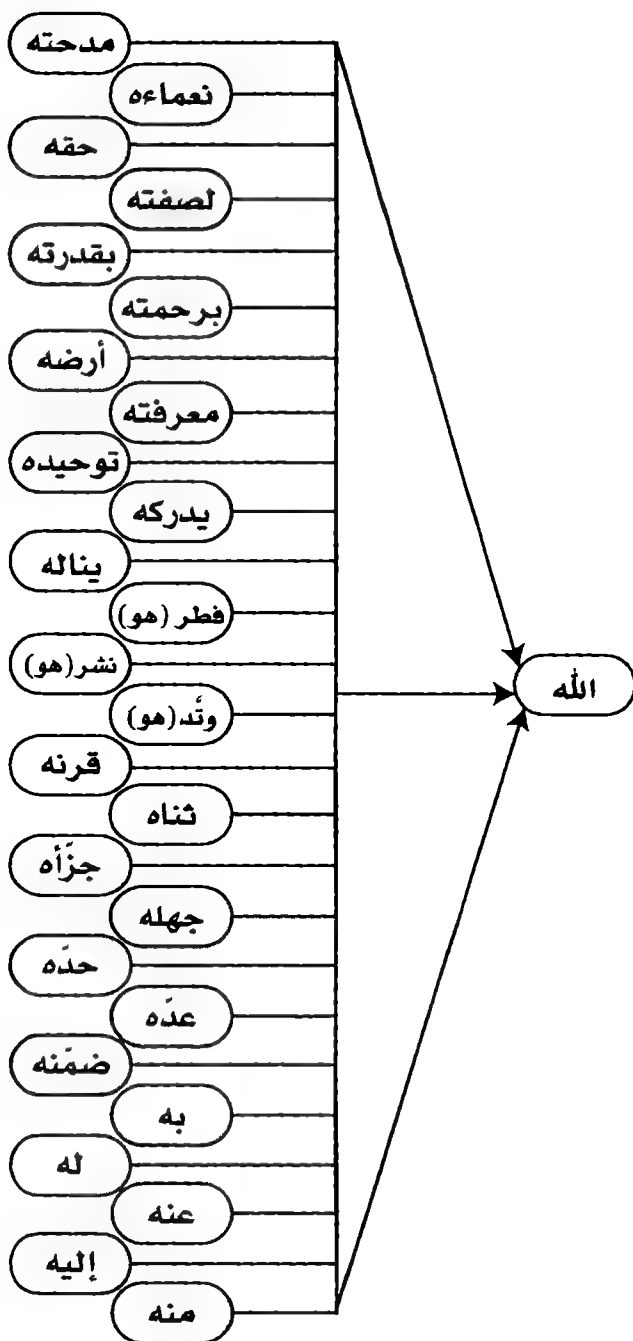 مدحته
نعماءه
حقه
لصفته
بقدرته
برحمته
أرضه
معرفته
توحيده
يدركه
يناله
فطر (هو)
نشر(هو)
الله
وتّد(هو)
قرنه
ثناه
جزّأه
جهله
حدّه
عدّه
ضمّنه
به
له
عنه
إليه
منه